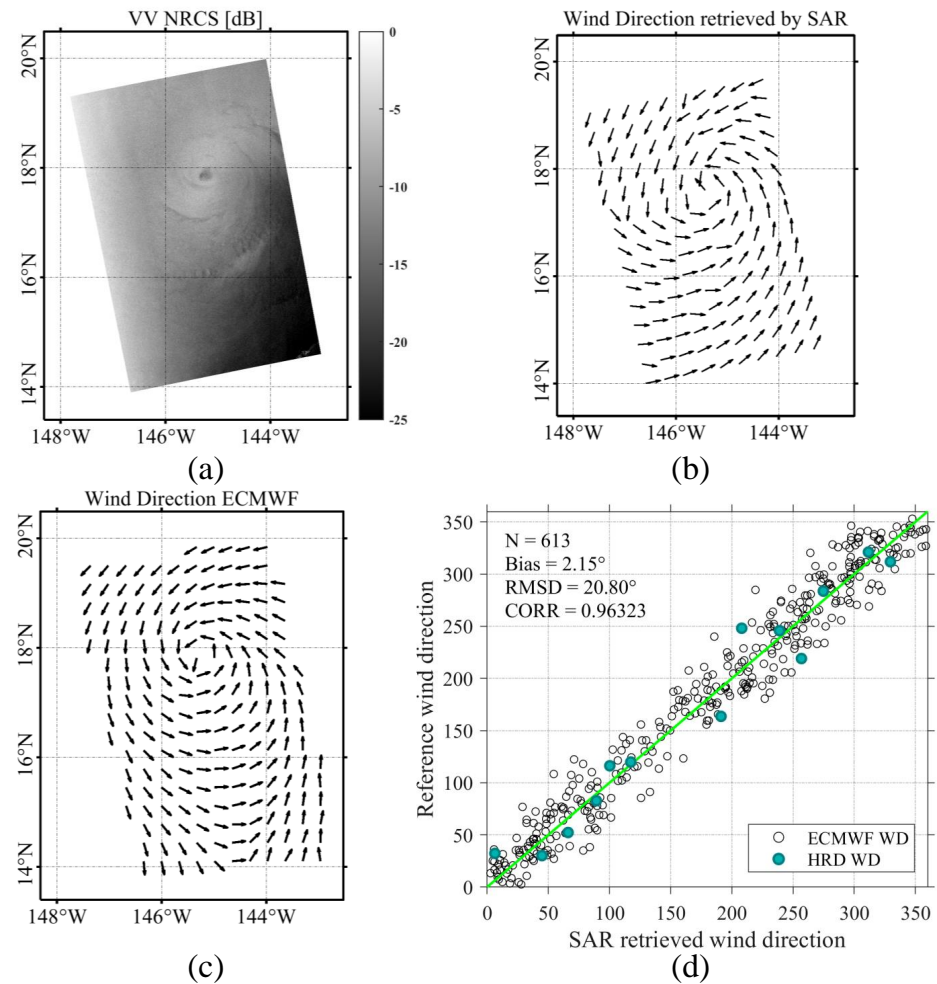 VV NRCS [dB]
20°N
18°N
16°N
14°N
148°W
146°W
144°W
0
-5
-10
-15
-20
-25
(a)
Wind Direction retrieved by SAR
20°N
18°N
16°N
14°N
148°W
146°W
144°W
(b)
Wind Direction ECMWF
20°N
18°N
16°N
14°N
148°W
146°W
144°W
(c)
N = 613
Bias = 2.15°
RMSD = 20.80°
CORR = 0.96323
Reference wind direction
350
300
250
200
150
100
50
0
ECMWF WD
HRD WD
0 50 100 150 200 250 300 350
SAR retrieved wind direction
(d)